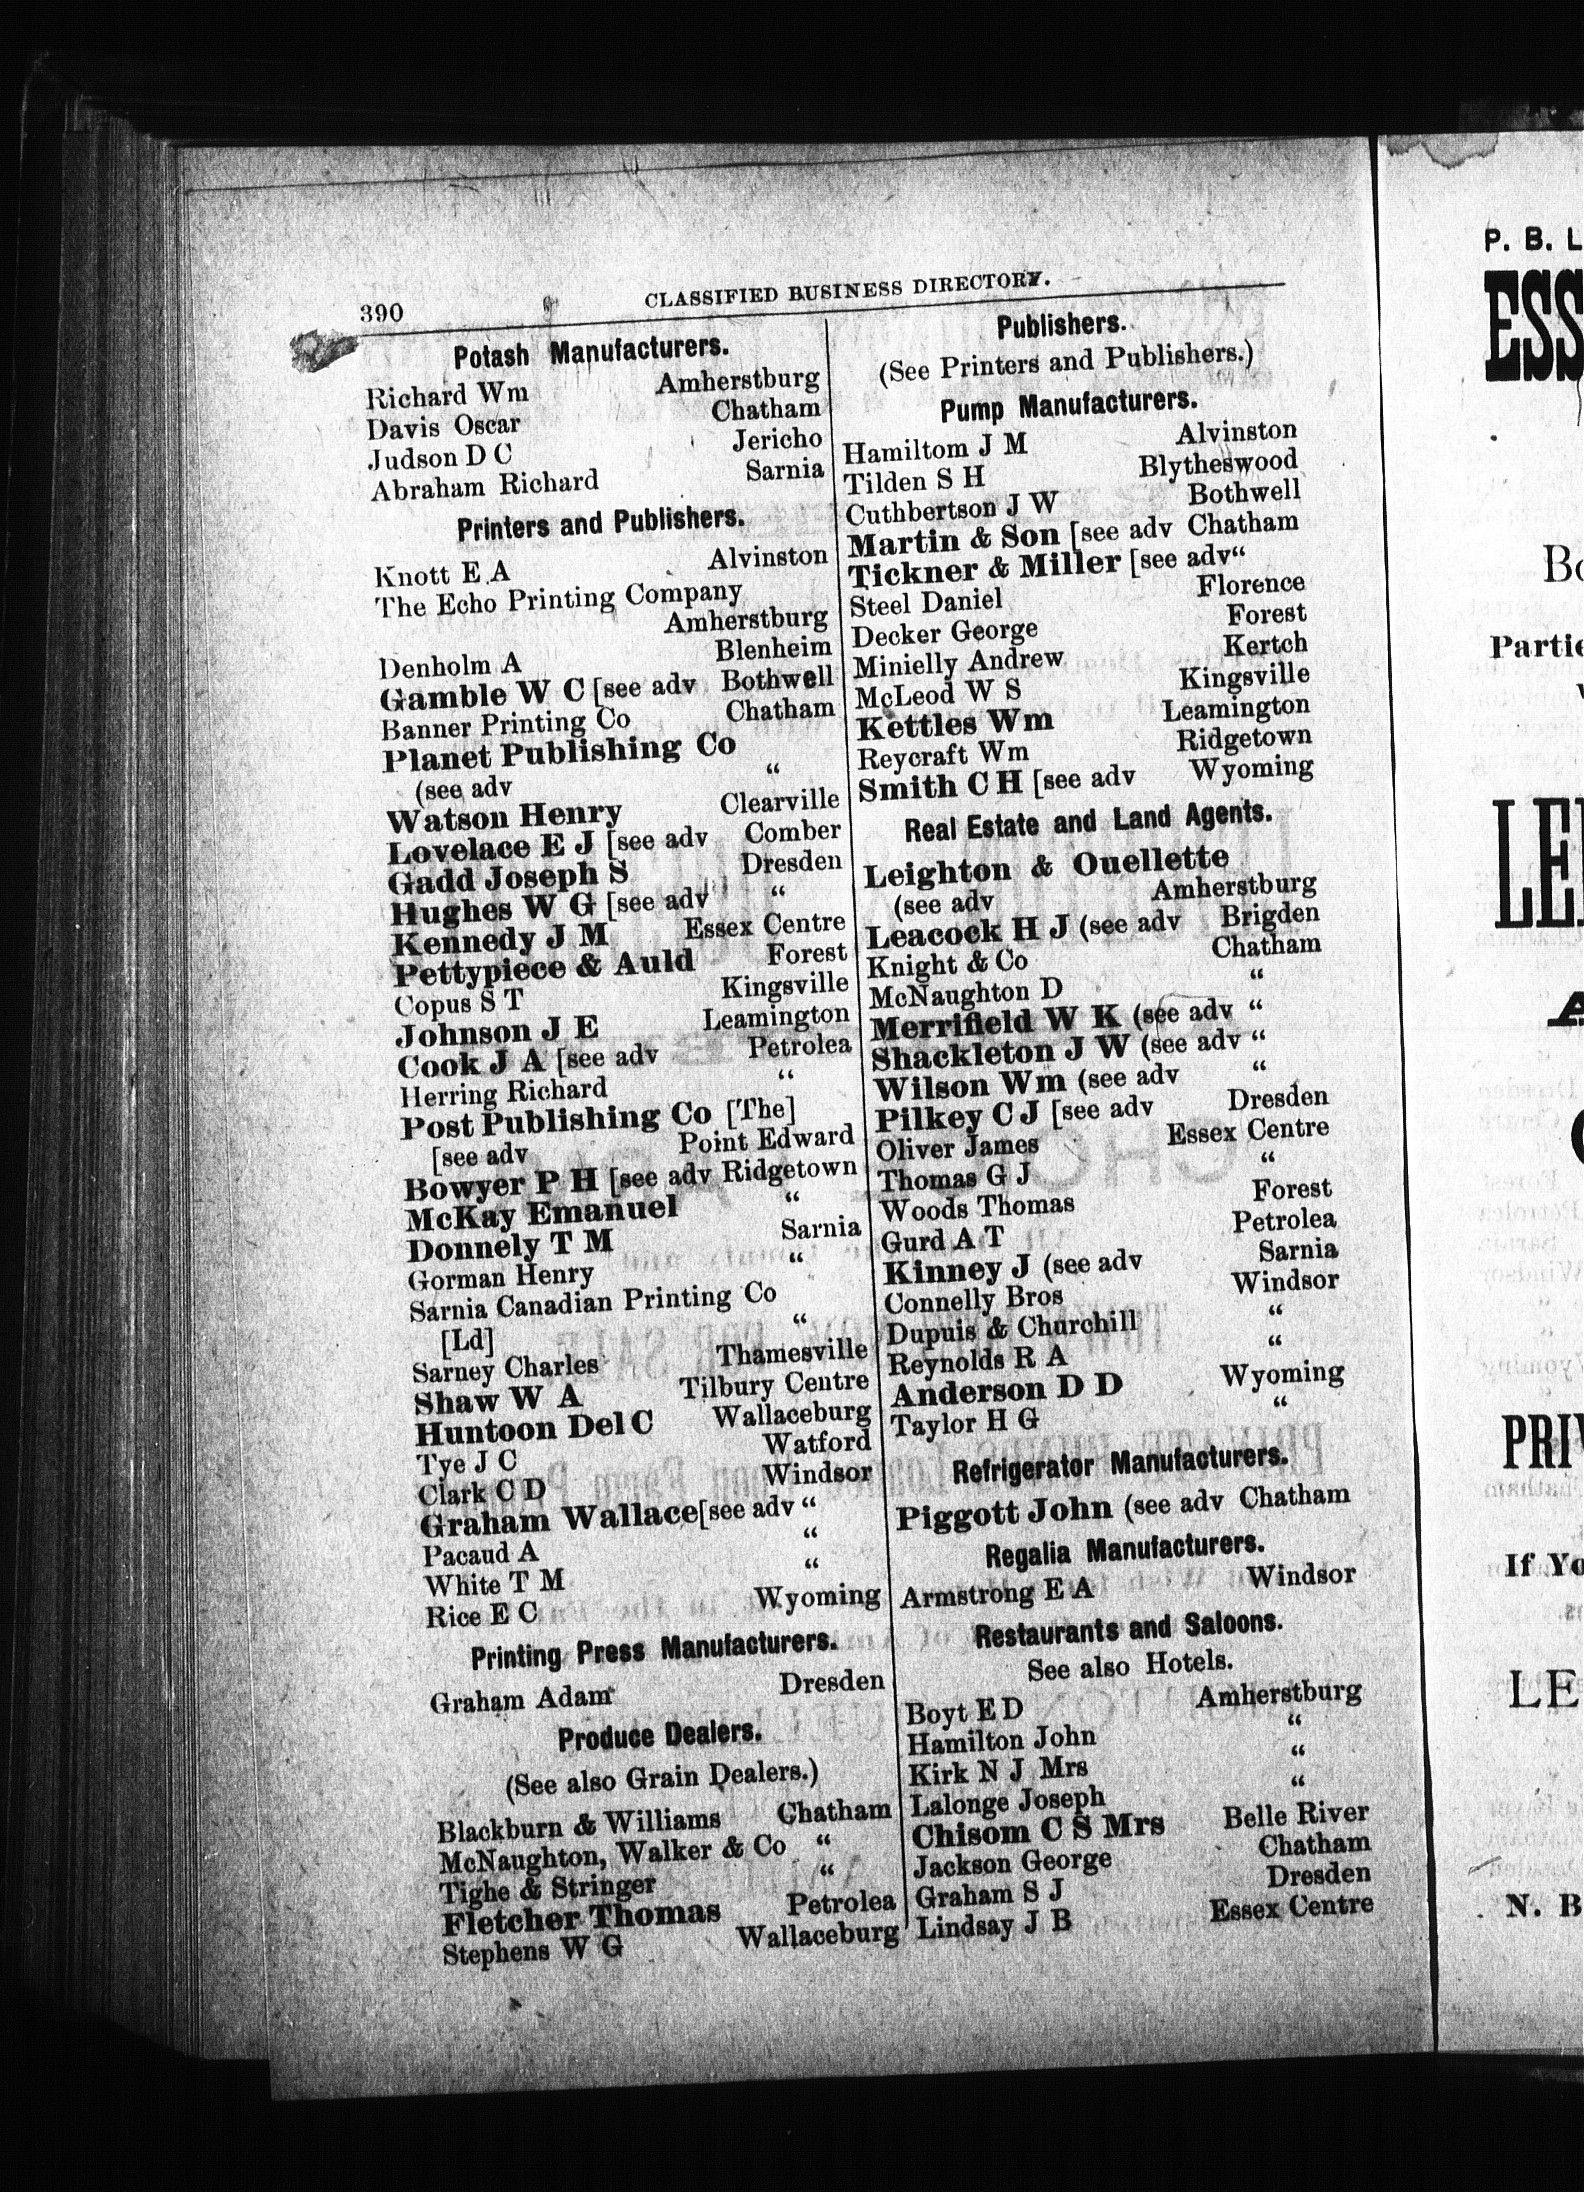 390 CLASSIFIED BUSINESS DIRECTORY.
Potash Manufacturers.
Richard Wm Amherstburg
Davis Oscar Chatham
Judson D C Jericho
Abraham Richard Sarnia
Printers and Publishers.
Knott E A Alvinston
The Echo Printing Company
Amherstburg
Denholm A Blenheim
Gamble W C [see adv Bothwell
Banner Printing Co Chatham
Planet Publishing Co
(see adv “
Watson Henry Clearville
Lovelace E J [see adv Comber
Gadd Joseph S Dresden
Hughes W G [see adv “
Kennedy J M Essex Centre
Pettypiece & Auld Forest
Copus S T Kingsville
Johnson J E Leamington
Cook J A [see adv Petrolea
Herring Richard “
Post Publishing Co [The]
[see adv Point Edward
Bowyer P H [see adv Ridgetown
McKay Emanuel “
Donnely T M Sarnia
Gorman Henry “
Sarnia Canadian Printing Co
[Ld] “
Sarney Charles Thamesville
Shaw W A Tilbury Centre
Huntoon Del C Wallaceburg
Tye J C Watford
Clark C D Windsor
Graham Wallace [see adv “
Pacaud A “
White T M “
Rice E C Wyoming
Printing Press Manufacturers.
Graham Adam Dresden
Produce Dealers.
(See also Grain Dealers.)
Blackburn & Williams Chatham
McNaughton, Walker & Co “
Tighe & Stringer “
Fletcher Thomas Petrolea
Stephens W G Wallaceburg
Publishers.
(See Printers and Publishers.)
Pump Manufacturers.
Hamiltom J M Alvinston
Tilden S H Blytheswood
Cuthbertson J W Bothwell
Martin & Son [see adv Chatham
Tickner & Miller [see adv “
Steel Daniel Florence
Decker George Forest
Minielly Andrew Kertch
McLeod W S Kingsville
Kettles Wm Leamington
Reycraft Wm Ridgetown
Smith C H [see adv Wyoming
Real Estate and Land Agents.
Leighton & Ouellette
(see adv Amherstburg
Leacock H J (see adv Brigden
Knight & Co Chatham
McNaughton D “
Merrifield W K (see adv “
Shackleton J W (see adv “
Wilson Wm (see adv “
Pilkey C J [see adv Dresden
Oliver James Essex Centre
Thomas G J “
Woods Thomas Forest
Gurd A T Petrolea
Kinney J (see adv Sarnia
Connelly Bros Windsor
Dupuis & Churchill “
Reynolds R A “
Anderson D D Wyoming
Taylor H G “
Refrigerator Manufacturers.
Piggott John (see adv Chatham
Regalia Manufacturers.
Armstrong E A Windsor
Restaurants and Saloons.
See also Hotels.
Boyt E D Amherstburg
Hamilton John “
Kirk N J Mrs “
Lalonge Joseph “
Chisom C S Mrs Belle River
Jackson George Chatham
Graham S J Dresden
Lindsay J B Essex Centre
P. B. L
ESS
Bo
Partie
LE
PRI
If Yo
LE
N. B